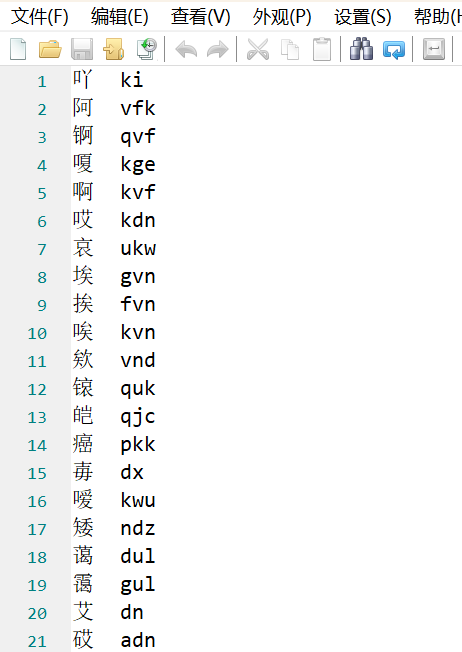 文件(F) 编辑(E) 查看(V) 外观(P) 设置(S) 帮助(H
1 吖 ki
2 阿 vfk
3 锕 qvf
4 嗄 kge
5 啊 kvf
6 哎 kdn
7 哀 ukw
8 埃 gvn
9 挨 fvn
10 唉 kvn
11 欸 vnd
12 锿 quk
13 皑 qjc
14 癌 pkk
15 毐 dx
16 嗳 kwu
17 矮 ndz
18 蔼 dul
19 霭 gul
20 艾 dn
21 砹 adn